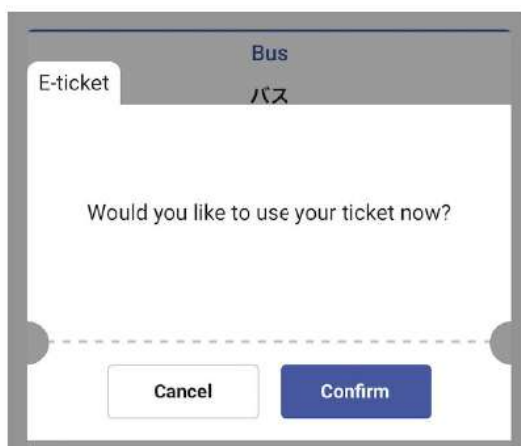 Bus
E-ticket
バス
Would you like to use your ticket now?
Cancel
Confirm